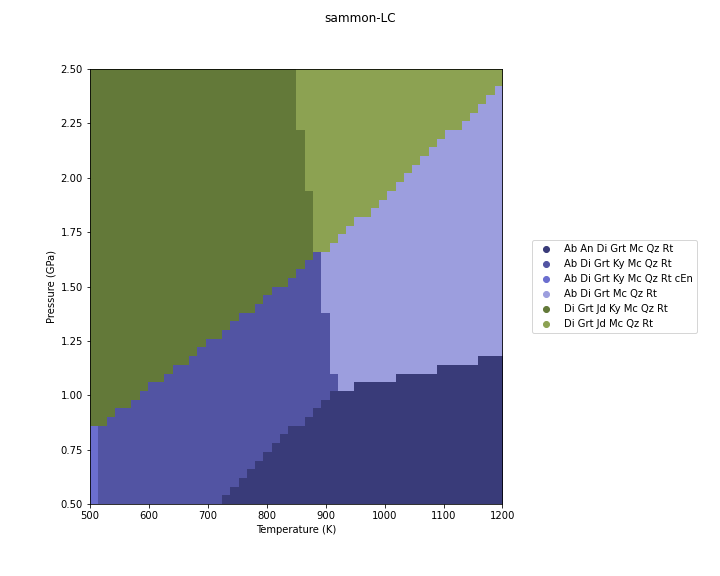 sammon-LC
2.50
2.25
2.00
1.75
1.50
1.25
1.00
0.75
0.50
Pressure (GPa)
500 600 700 800 900 1000 1100 1200
Temperature (K)
Ab An Di Grt Mc Qz Rt
Ab Di Grt Ky Mc Qz Rt
Ab Di Grt Ky Mc Qz Rt cEn
Ab Di Grt Mc Qz Rt
Di Grt Jd Ky Mc Qz Rt
Di Grt Jd Mc Qz Rt